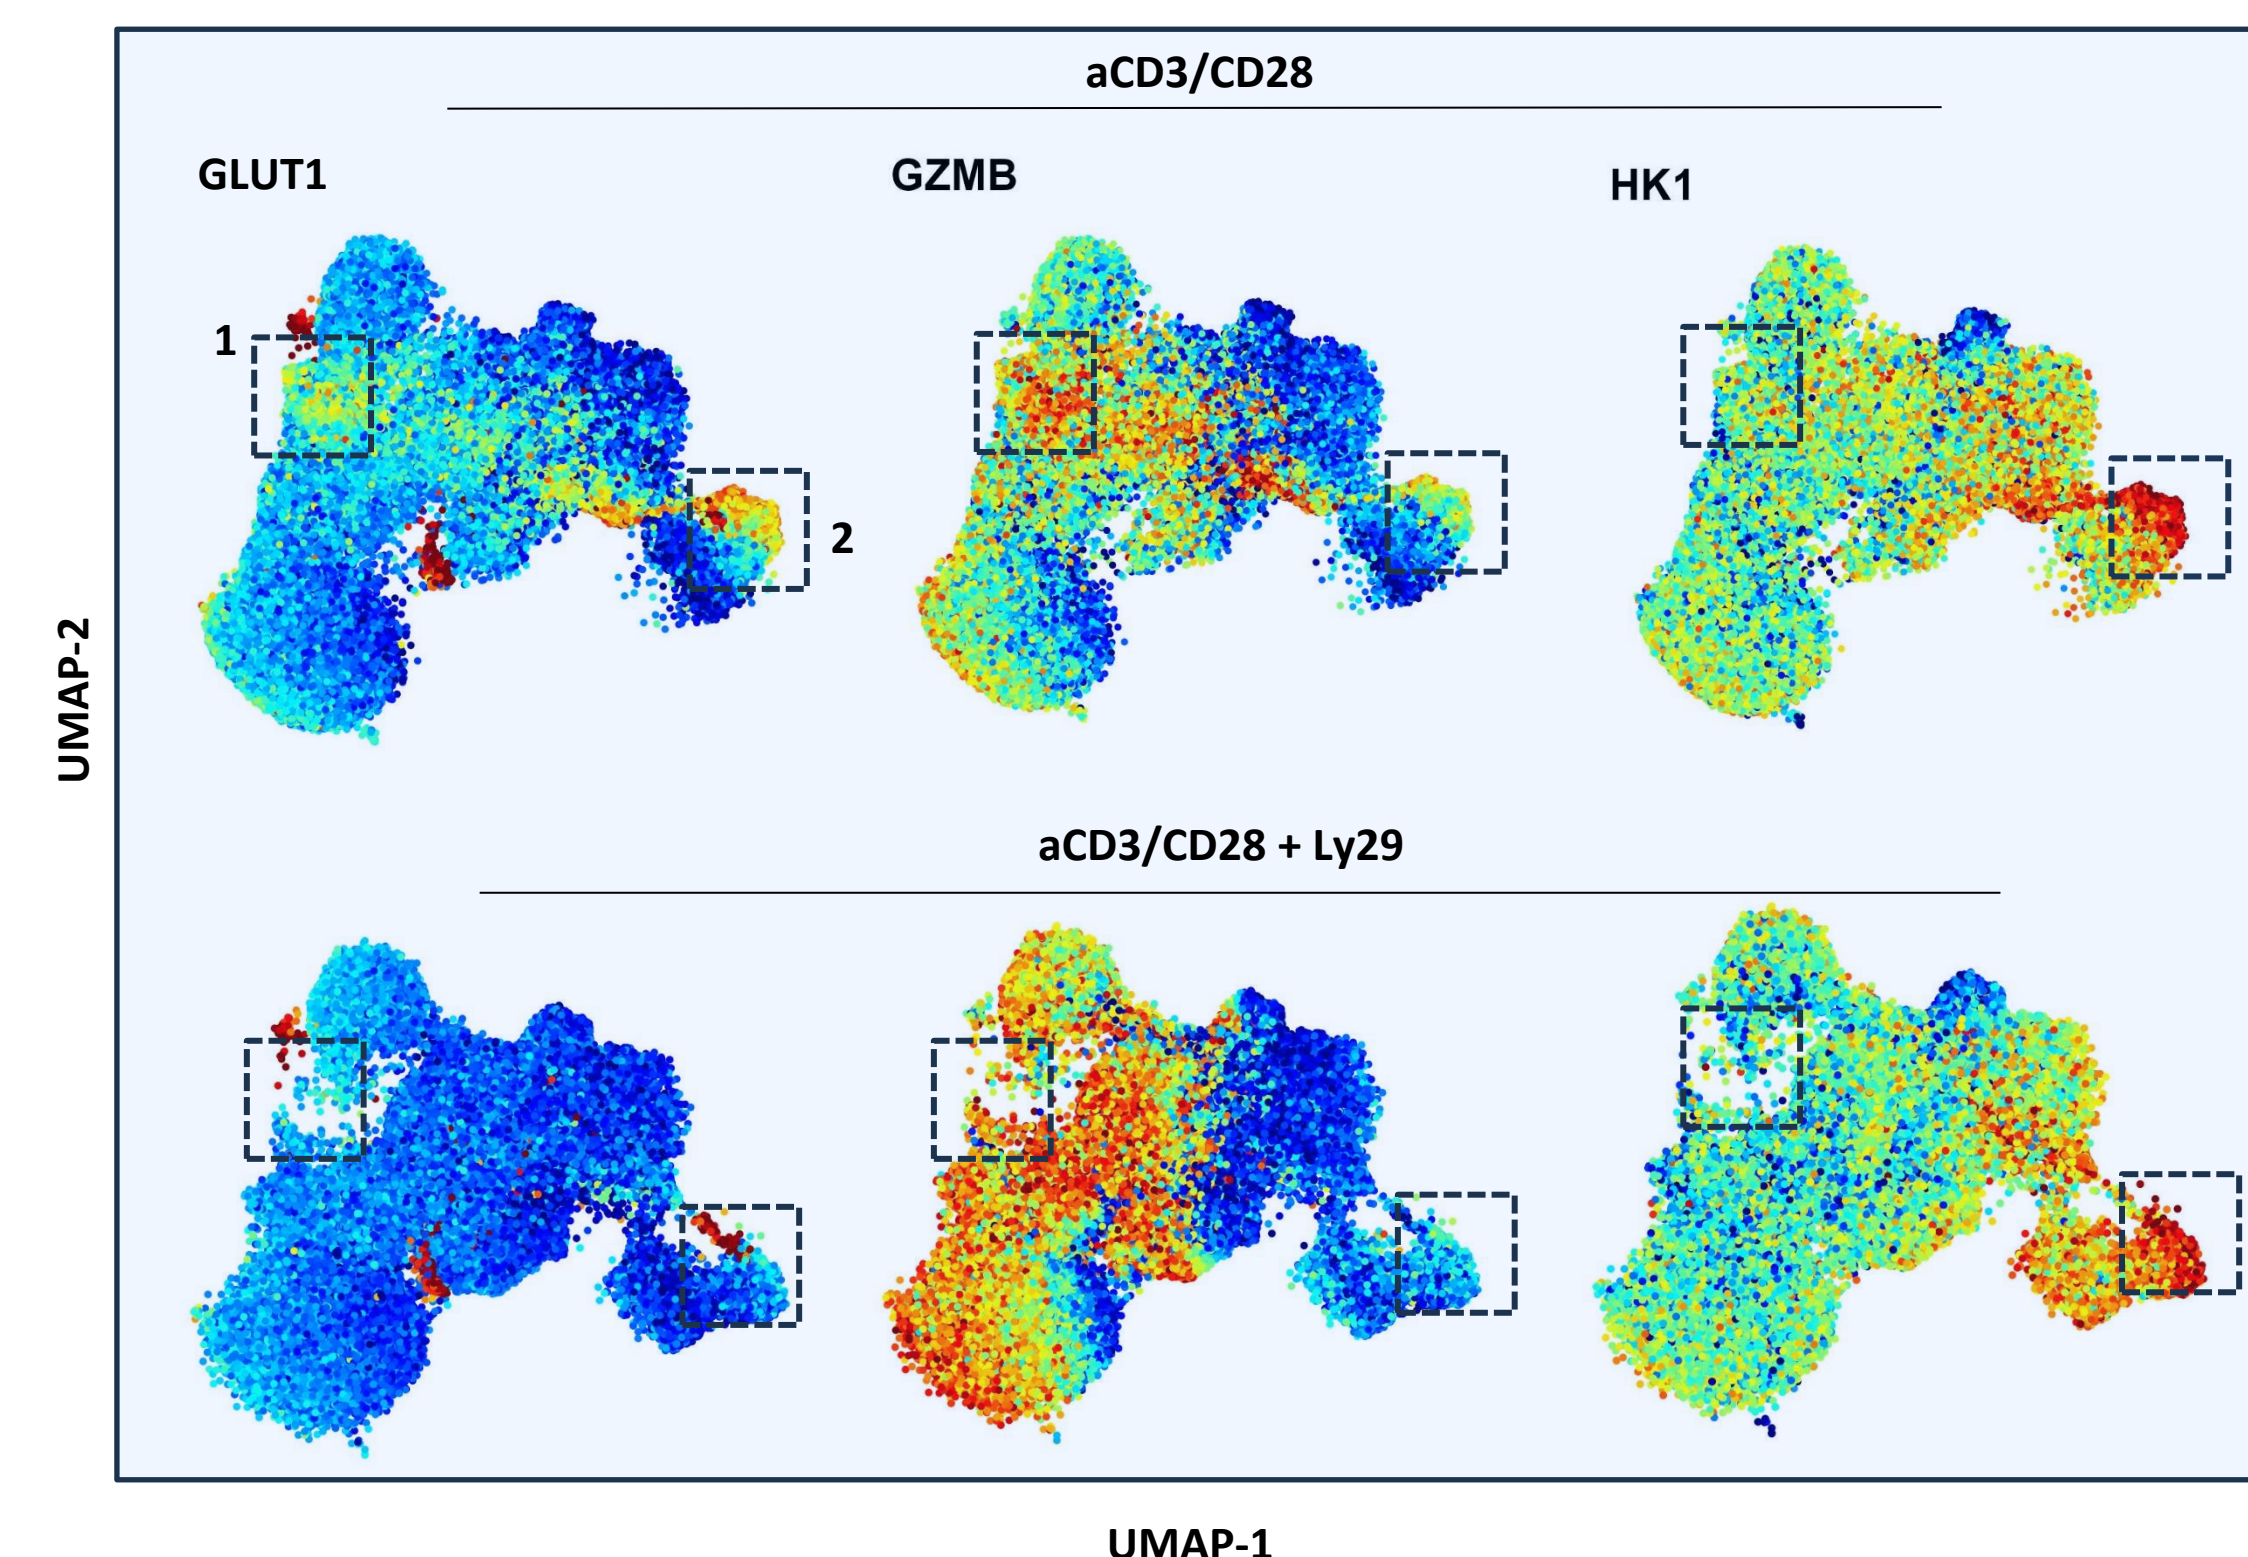 aCD3/CD28
GLUT1
GZMB
HK1
1
2
UMAP-2
aCD3/CD28 + Ly29
UMAP-1